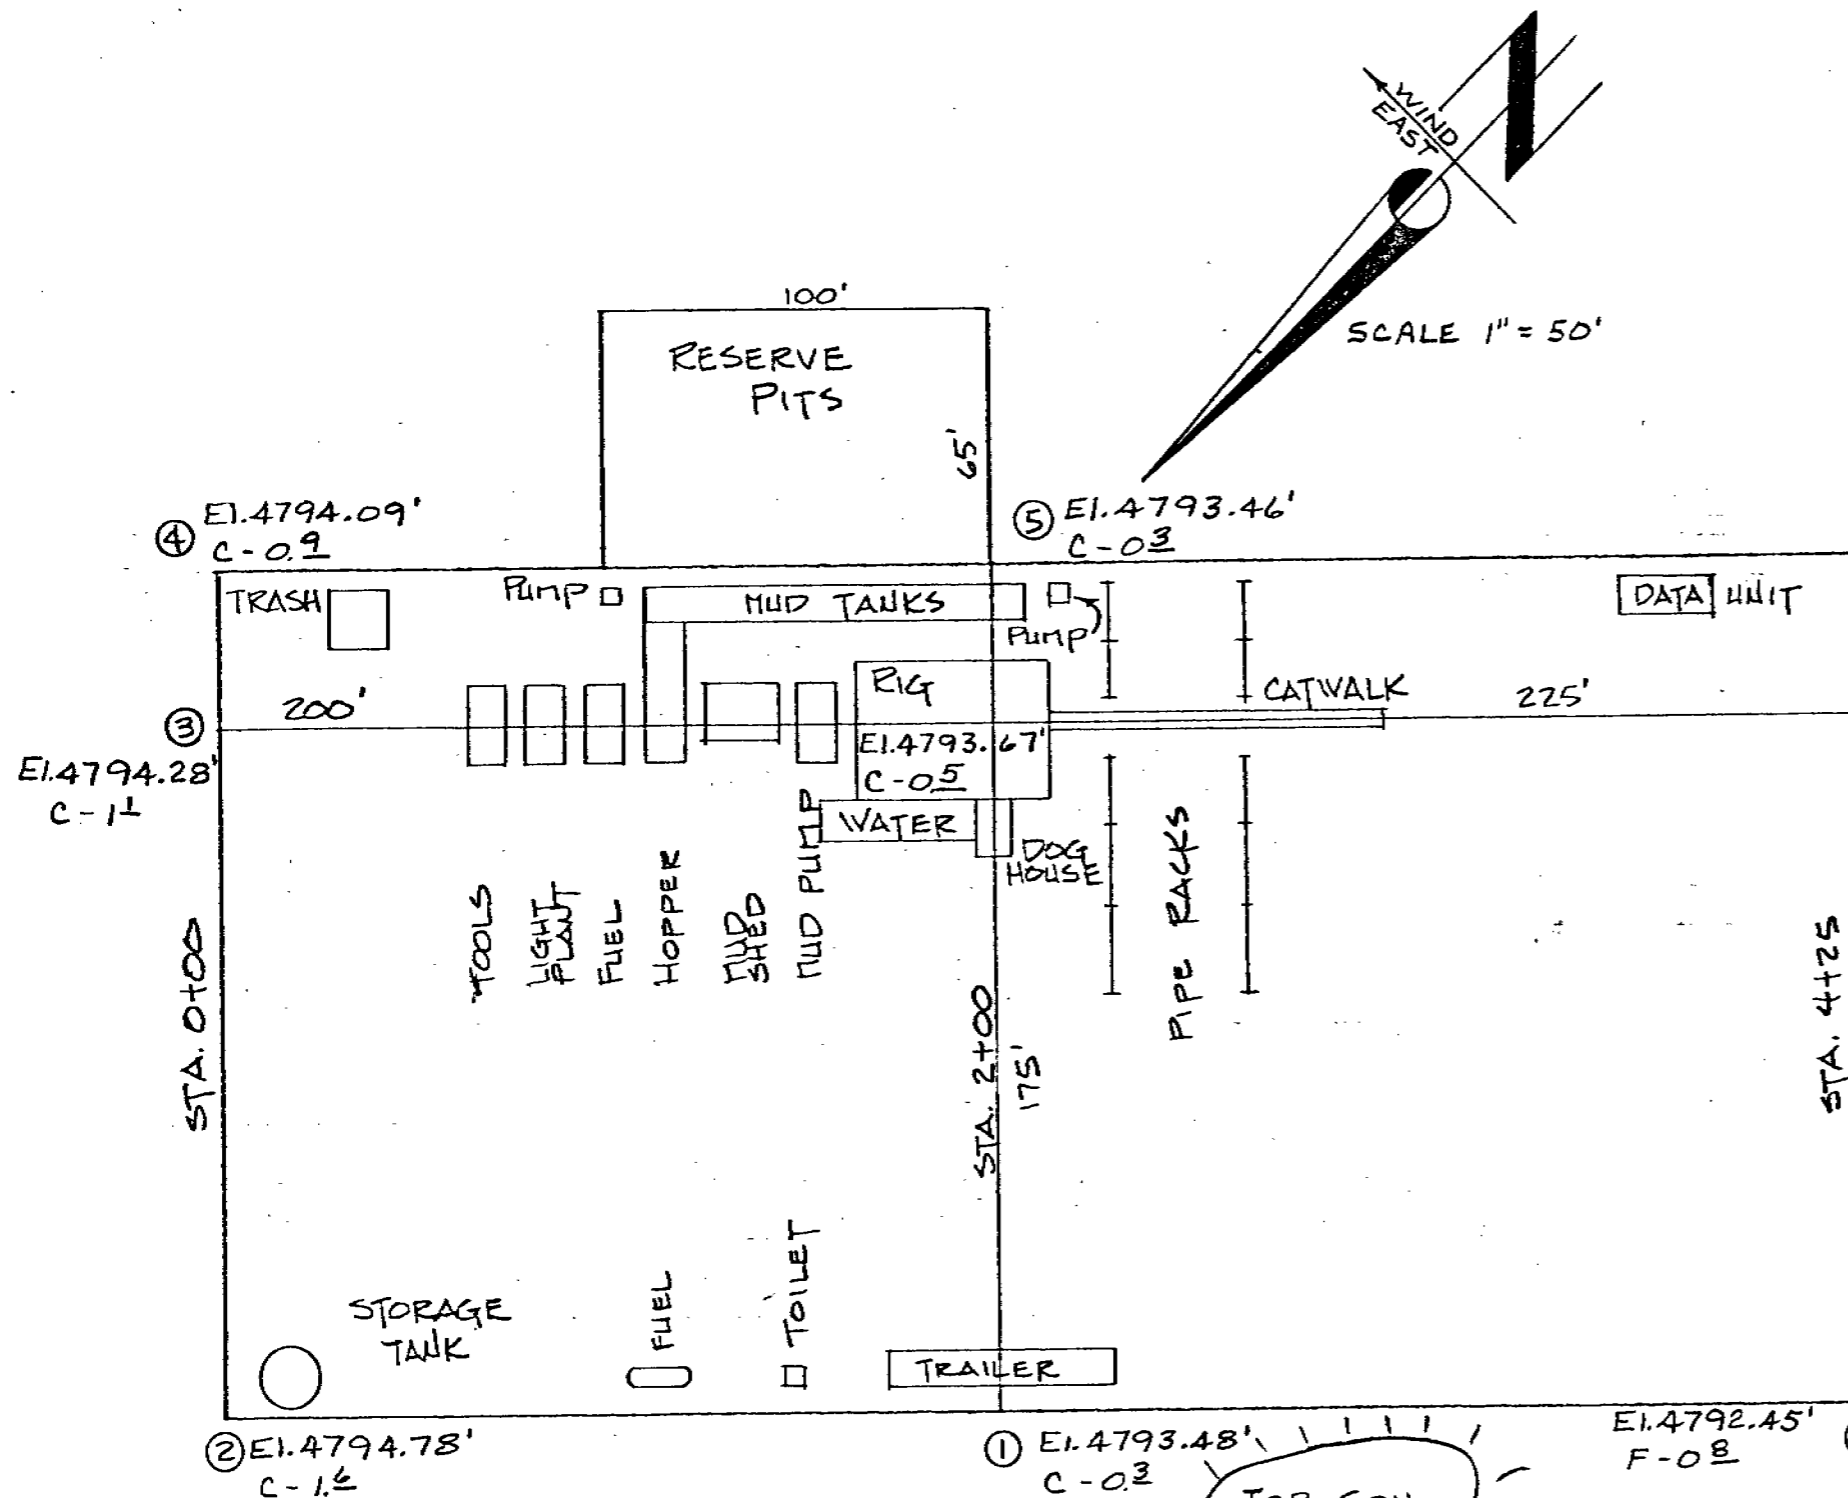 WIND
EAST
SCALE 1" = 50'
100'
RESERVE
PITS
65'
④ El. 4794.09'
C - 0.9
⑤ El. 4793.46'
C - 0.3
TRASH
PUMP
MUD TANKS
PUMP
DATA UNIT
200'
RIG
CATWALK
225'
③
El. 4794.28'
C - 1.1
El. 4793.67'
C - 0.5
WATER
DOG
HOUSE
TOOLS
LIGHT
PLANT
FUEL
HOPPER
MUD
SHED
MUD PUMP
PIPE RACKS
STA. 0+00
STA. 2+00
175'
STA. 4+25
STORAGE
TANK
FUEL
TOILET
TRAILER
② El. 4794.78'
C - 1.6
① El. 4793.48'
C - 0.3
El. 4792.45'
F - 0.8